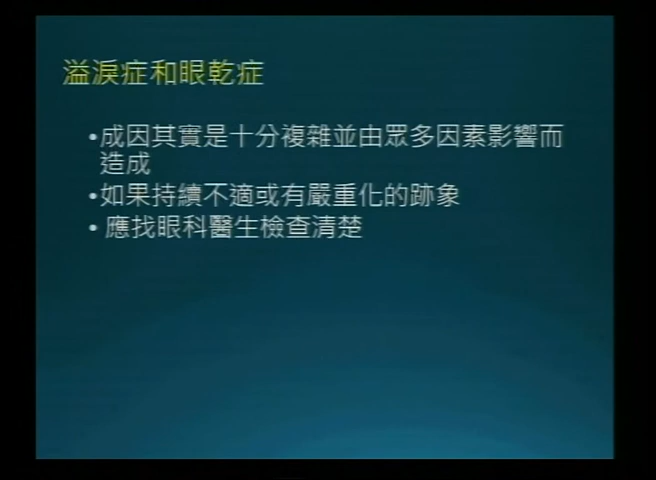 溢淚症和眼乾症
•成因其實是十分複雜並由眾多因素影響而
造成
•如果持續不適或有嚴重化的跡象
• 應找眼科醫生檢查清楚